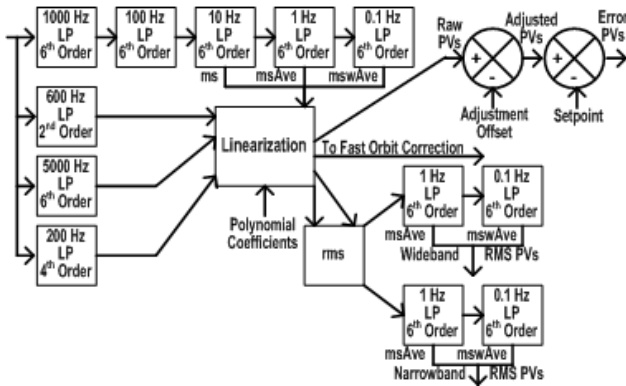 1000 Hz
LP
6th Order
100 Hz
LP
6th Order
10 Hz
LP
6th Order
1 Hz
LP
6th Order
0.1 Hz
LP
6th Order
ms
msAve
mswAve
Raw
PVs
Adjusted
PVs
Error
PVs
+
-
+
-
Adjustment
Offset
Setpoint
600 Hz
LP
2nd Order
5000 Hz
LP
6th Order
200 Hz
LP
4th Order
Linearization
To Fast Orbit Correction
Polynomial
Coefficients
rms
1 Hz
LP
6th Order
0.1 Hz
LP
6th Order
msAve
mswAve
Wideband
RMS PVs
1 Hz
LP
6th Order
0.1 Hz
LP
6th Order
msAve
mswAve
Narrowband
RMS PVs